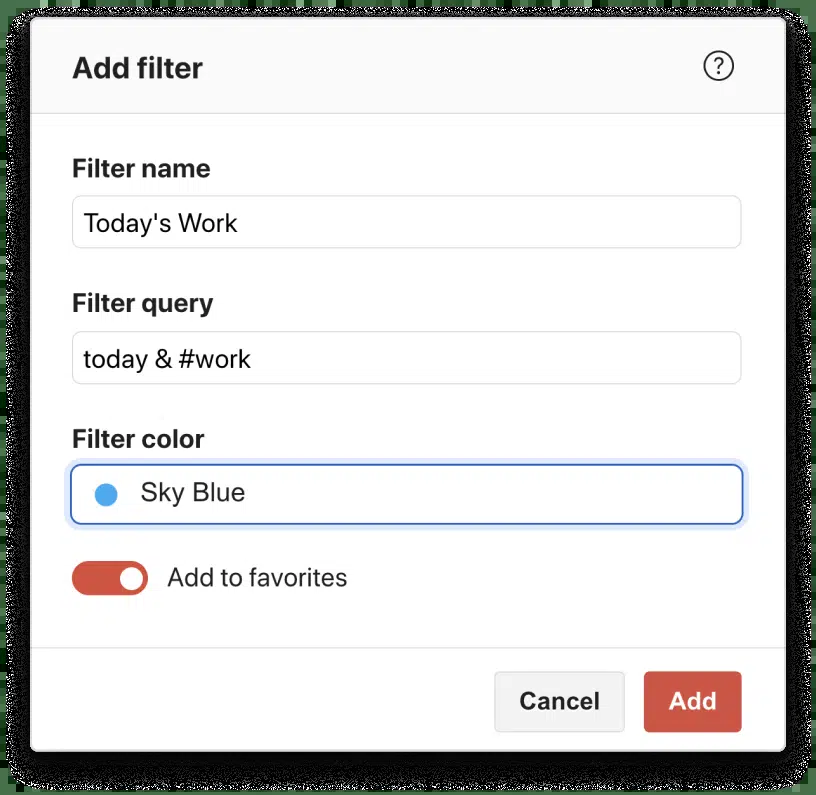 Add filter
?
Filter name
Today's Work
Filter query
today & #work
Filter color
Sky Blue
Add to favorites
Cancel
Add